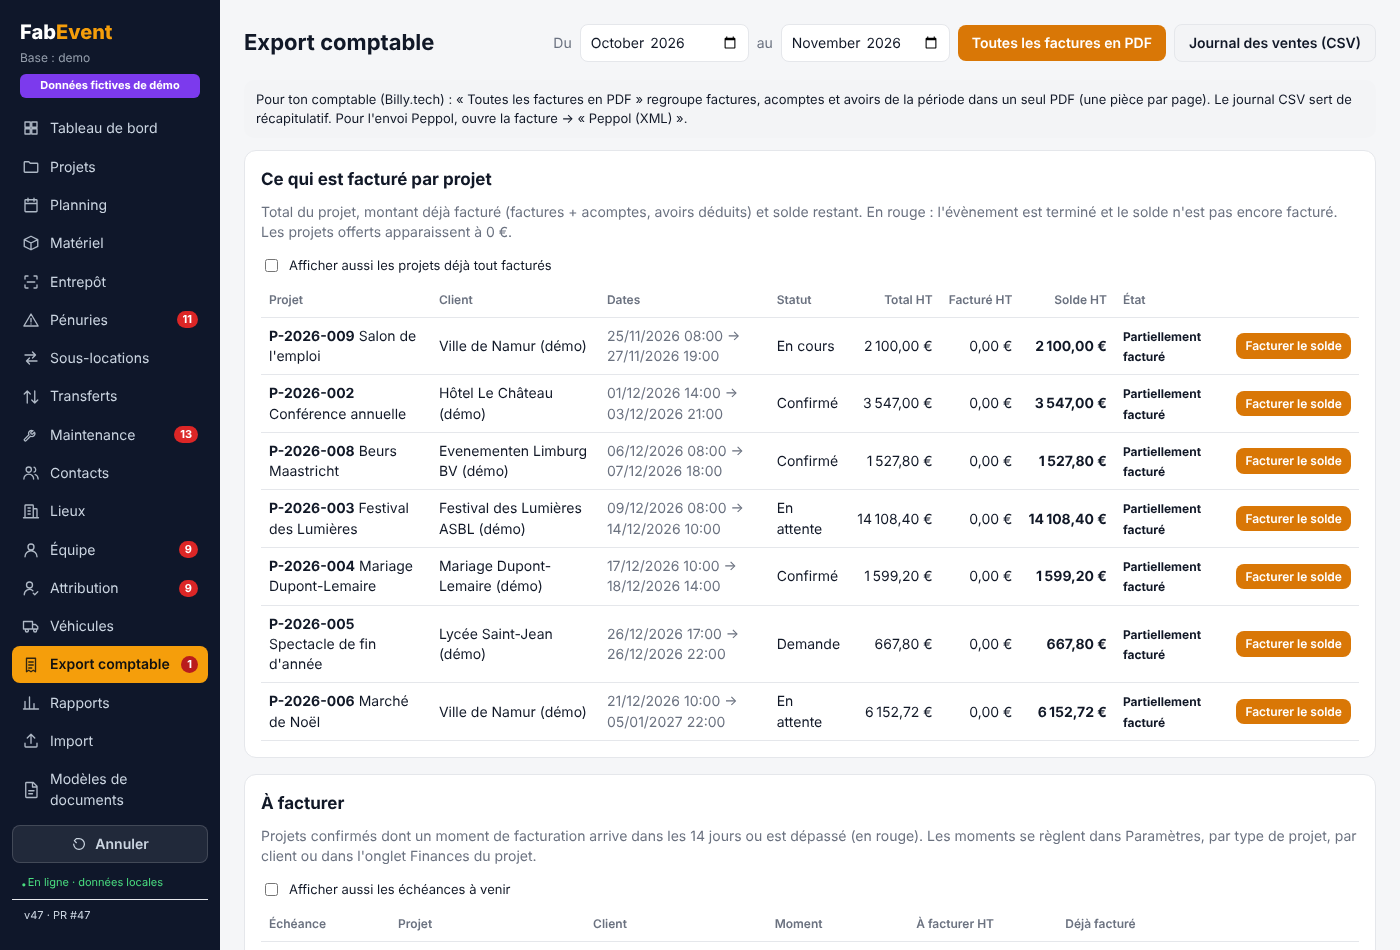 FabEvent
Base : demo
Données fictives de démo
Tableau de bord
Projets
Planning
Matériel
Entrepôt
Pénuries 11
Sous-locations
Transferts
Maintenance 13
Contacts
Lieux
Équipe 9
Attribution 9
Véhicules
Export comptable 1
Rapports
Import
Modèles de
documents
Annuler
En ligne · données locales
v47 · PR #47
Export comptable
Du October 2026 au November 2026 Toutes les factures en PDF Journal des ventes (CSV)
Pour ton comptable (Billy.tech) : « Toutes les factures en PDF » regroupe factures, acomptes et avoirs de la période dans un seul PDF (une pièce par page). Le journal CSV sert de
récapitulatif. Pour l'envoi Peppol, ouvre la facture → « Peppol (XML) ».
Ce qui est facturé par projet
Total du projet, montant déjà facturé (factures + acomptes, avoirs déduits) et solde restant. En rouge : l'évènement est terminé et le solde n'est pas encore facturé.
Les projets offerts apparaissent à 0 €.
Afficher aussi les projets déjà tout facturés
Projet Client Dates Statut Total HT Facturé HT Solde HT État
P-2026-009 Salon de l'emploi Ville de Namur (démo) 25/11/2026 08:00 → 27/11/2026 19:00 En cours 2 100,00 € 0,00 € 2 100,00 € Partiellement facturé Facturer le solde
P-2026-002 Conférence annuelle Hôtel Le Château (démo) 01/12/2026 14:00 → 03/12/2026 21:00 Confirmé 3 547,00 € 0,00 € 3 547,00 € Partiellement facturé Facturer le solde
P-2026-008 Beurs Maastricht Evenementen Limburg BV (démo) 06/12/2026 08:00 → 07/12/2026 18:00 Confirmé 1 527,80 € 0,00 € 1 527,80 € Partiellement facturé Facturer le solde
P-2026-003 Festival des Lumières Festival des Lumières ASBL (démo) 09/12/2026 08:00 → 14/12/2026 10:00 En attente 14 108,40 € 0,00 € 14 108,40 € Partiellement facturé Facturer le solde
P-2026-004 Mariage Dupont-Lemaire Mariage Dupont-Lemaire (démo) 17/12/2026 10:00 → 18/12/2026 14:00 Confirmé 1 599,20 € 0,00 € 1 599,20 € Partiellement facturé Facturer le solde
P-2026-005 Spectacle de fin d'année Lycée Saint-Jean (démo) 26/12/2026 17:00 → 26/12/2026 22:00 Demande 667,80 € 0,00 € 667,80 € Partiellement facturé Facturer le solde
P-2026-006 Marché de Noël Ville de Namur (démo) 21/12/2026 10:00 → 05/01/2027 22:00 En attente 6 152,72 € 0,00 € 6 152,72 € Partiellement facturé Facturer le solde
À facturer
Projets confirmés dont un moment de facturation arrive dans les 14 jours ou est dépassé (en rouge). Les moments se règlent dans Paramètres, par type de projet, par
client ou dans l'onglet Finances du projet.
Afficher aussi les échéances à venir
Échéance Projet Client Moment À facturer HT Déjà facturé